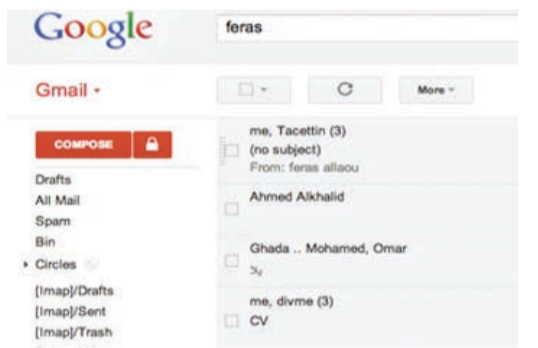 Google
feras
Gmail
More
COMPOSE
Drafts
All Mail
Spam
Bin
Circles
[Imap]/Drafts
[Imap]/Sent
[Imap]/Trash
me, Tacettin (3)
(no subject)
From: feras allaou
Ahmed Alkhalid
Ghada .. Mohamed, Omar
me, divme (3)
CV